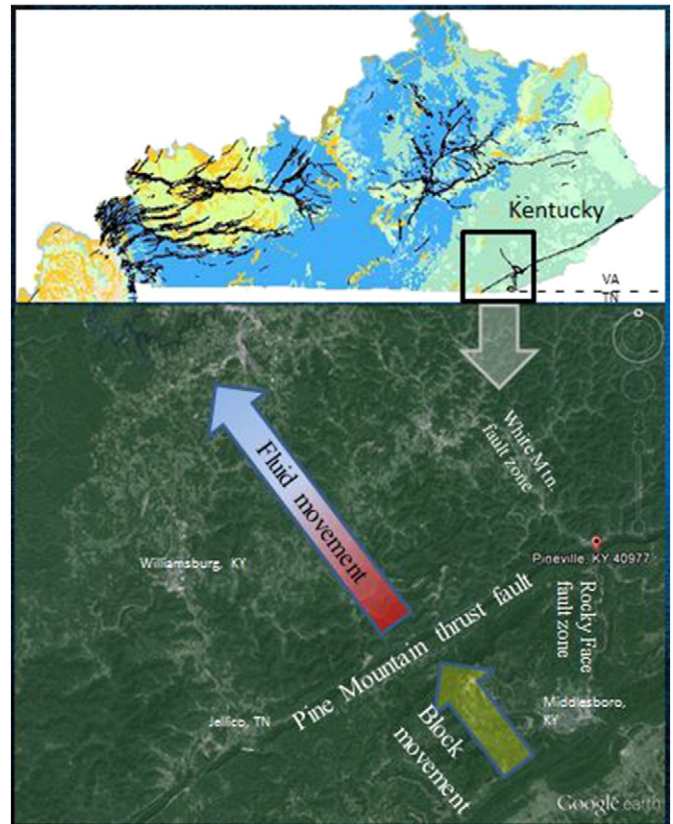 Kentucky
VA
TN
White Mtn.
fault zone
Fluid movement
Pineville, KY 40977
Williamsburg, KY
Rocky Face
fault zone
Pine Mountain thrust fault
Middlesboro,
KY
Jellico, TN
Block
movement
Google earth